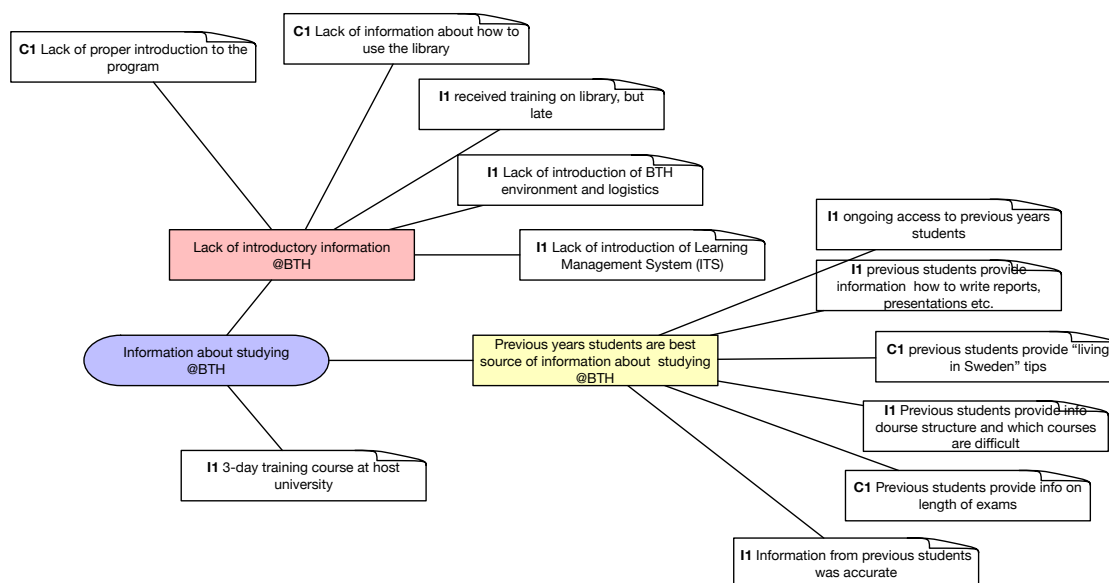 C1 Lack of proper introduction to the
program
C1 Lack of information about how to
use the library
I1 received training on library, but
late
I1 Lack of introduction of BTH
environment and logistics
I1 Lack of introduction of Learning
Management System (ITS)
Lack of introductory information
@BTH
Information about studying
@BTH
I1 3-day training course at host
university
Previous years students are best
source of information about studying
@BTH
I1 ongoing access to previous years
students
I1 previous students provide
information how to write reports,
presentations etc.
C1 previous students provide “living
in Sweden” tips
I1 Previous students provide info
dourse structure and which courses
are difficult
C1 Previous students provide info on
length of exams
I1 Information from previous students
was accurate